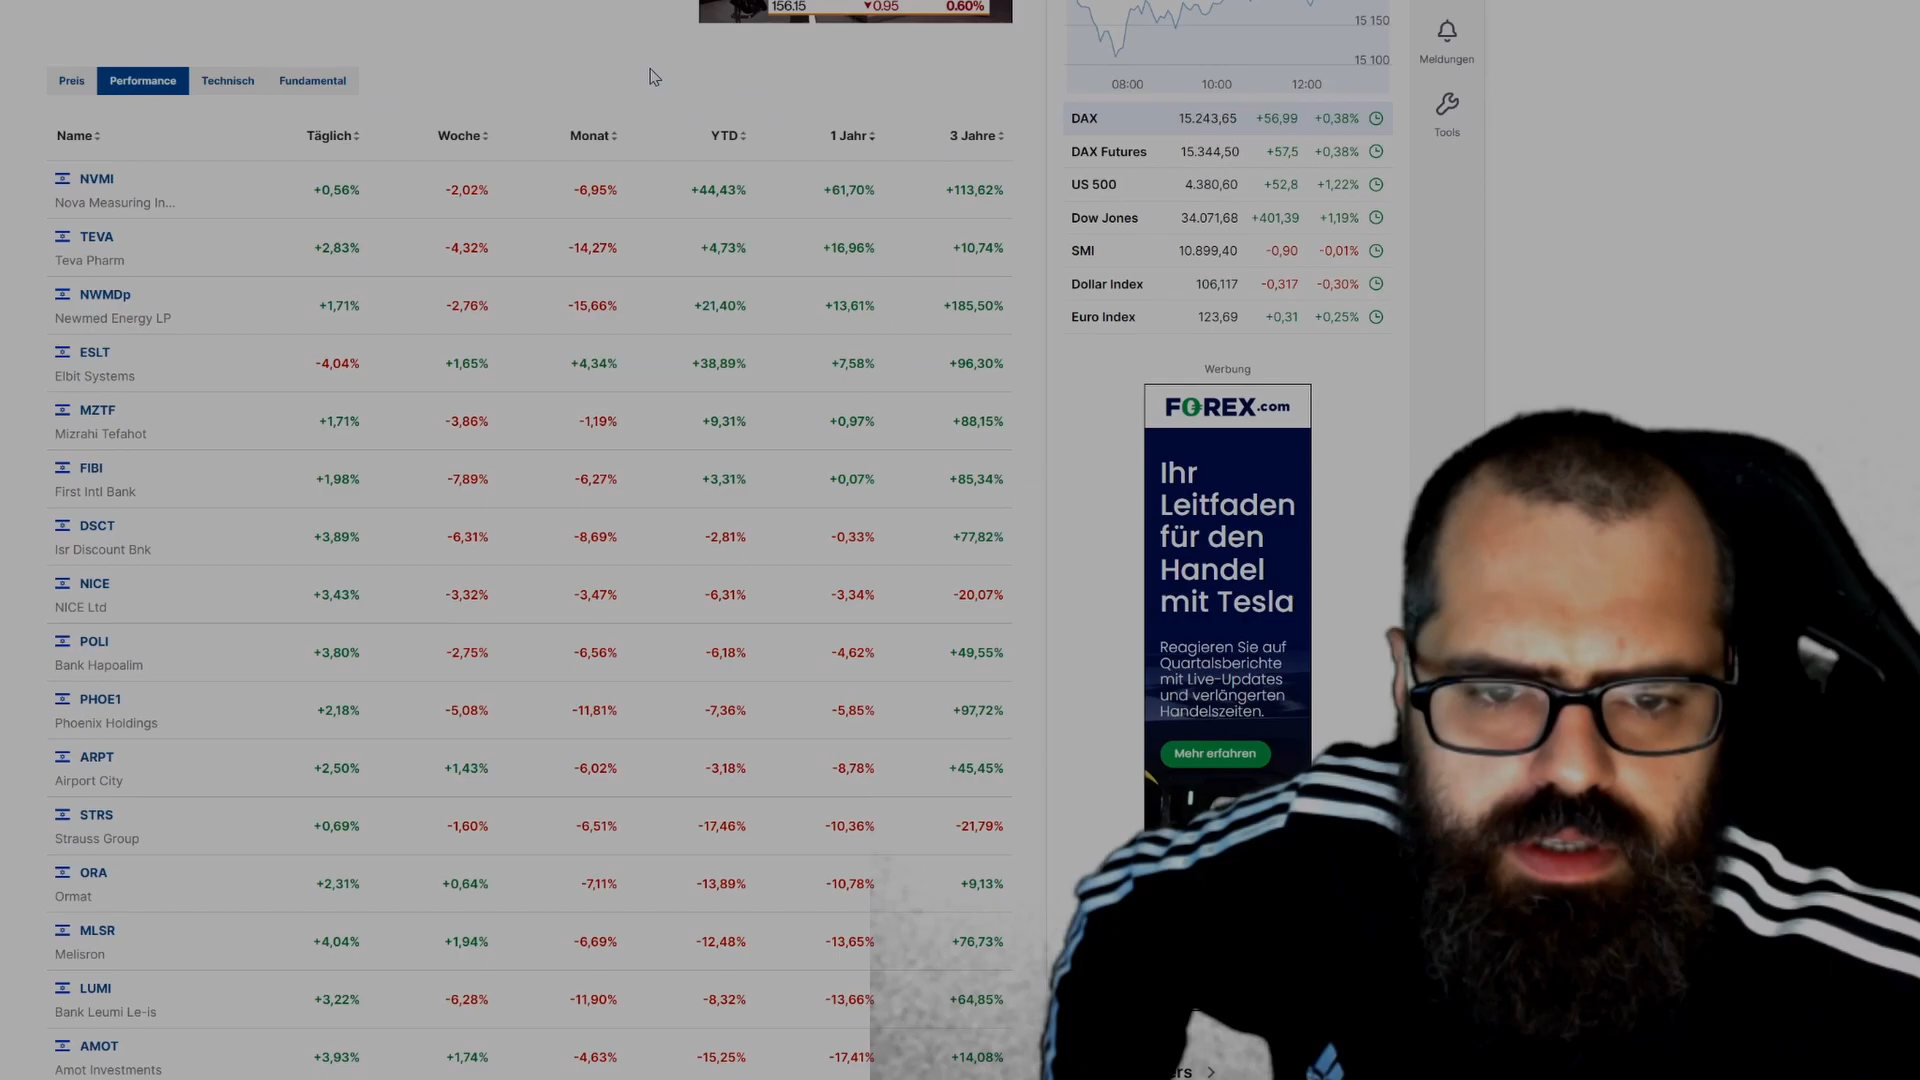 156.15 ▼0.95 0.60%
Preis Performance Technisch Fundamental
Name Täglich Woche Monat YTD 1 Jahr 3 Jahre
NVMI
Nova Measuring In...
+0,56% -2,02% -6,95% +44,43% +61,70% +113,62%
TEVA
Teva Pharm
+2,83% -4,32% -14,27% +4,73% +16,96% +10,74%
NWMDp
Newmed Energy LP
+1,71% -2,76% -15,66% +21,40% +13,61% +185,50%
ESLT
Elbit Systems
-4,04% +1,65% +4,34% +38,89% +7,58% +96,30%
MZTF
Mizrahi Tefahot
+1,71% -3,86% -1,19% +9,31% +0,97% +88,15%
FIBI
First Intl Bank
+1,98% -7,89% -6,27% +3,31% +0,07% +85,34%
DSCT
Isr Discount Bnk
+3,89% -6,31% -8,69% -2,81% -0,33% +77,82%
NICE
NICE Ltd
+3,43% -3,32% -3,47% -6,31% -3,34% -20,07%
POLI
Bank Hapoalim
+3,80% -2,75% -6,56% -6,18% -4,62% +49,55%
PHOE1
Phoenix Holdings
+2,18% -5,08% -11,81% -7,36% -5,85% +97,72%
ARPT
Airport City
+2,50% +1,43% -6,02% -3,18% -8,78% +45,45%
STRS
Strauss Group
+0,69% -1,60% -6,51% -17,46% -10,36% -21,79%
ORA
Ormat
+2,31% +0,64% -7,11% -13,89% -10,78% +9,13%
MLSR
Melisron
+4,04% +1,94% -6,69% -12,48% -13,65% +76,73%
LUMI
Bank Leumi Le-is
+3,22% -6,28% -11,90% -8,32% -13,66% +64,85%
AMOT
Amot Investments
+3,93% +1,74% -4,63% -15,25% -17,41% +14,08%
15 150
15 100
08:00 10:00 12:00
DAX 15.243,65 +56,99 +0,38%
DAX Futures 15.344,50 +57,5 +0,38%
US 500 4.380,60 +52,8 +1,22%
Dow Jones 34.071,68 +401,39 +1,19%
SMI 10.899,40 -0,90 -0,01%
Dollar Index 106,117 -0,317 -0,30%
Euro Index 123,69 +0,31 +0,25%
Werbung
FOREX.com
Ihr
Leitfaden
für den
Handel
mit Tesla
Reagieren Sie auf
Quartalsberichte
mit Live-Updates
und verlängerten
Handelszeiten.
Mehr erfahren
Meldungen
Tools